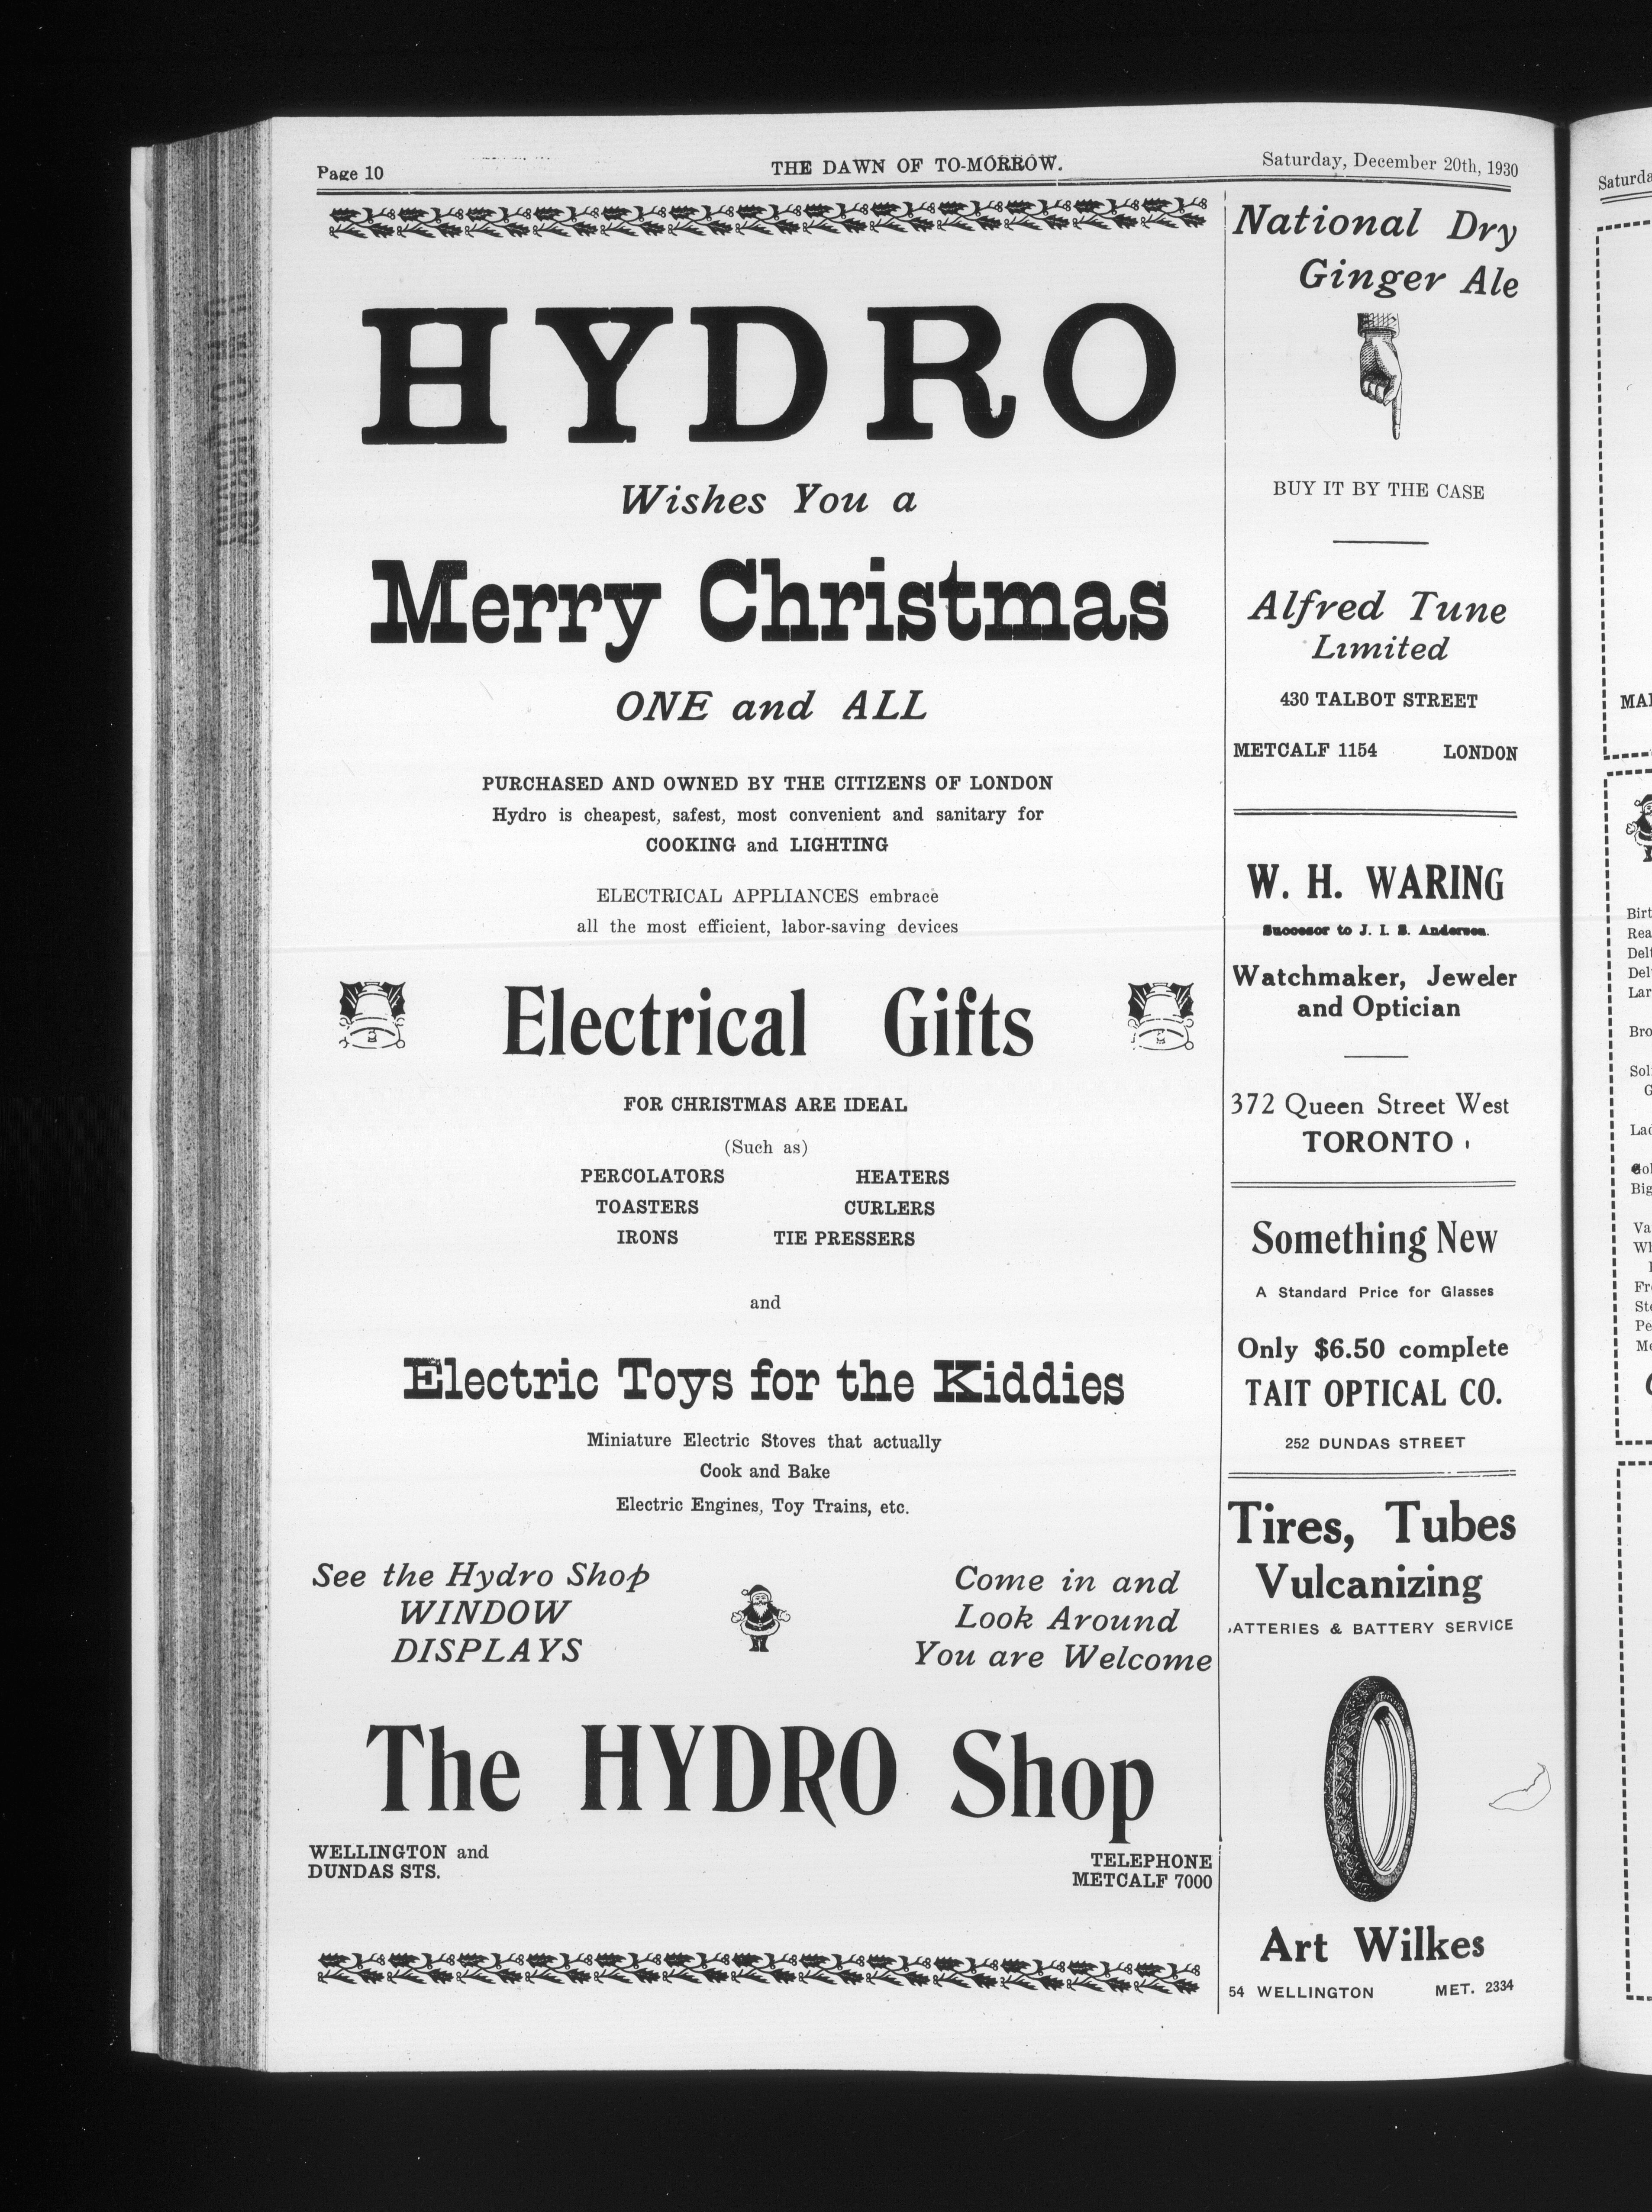 Page 10
THE DAWN OF TO-MORROW.
Saturday, December 20th, 1930
HYDRO
Wishes You a
Merry Christmas
ONE and ALL
PURCHASED AND OWNED BY THE CITIZENS OF LONDON
Hydro is cheapest, safest, most convenient and sanitary for
COOKING and LIGHTING
ELECTRICAL APPLIANCES embrace
all the most efficient, labor-saving devices
Electrical Gifts
FOR CHRISTMAS ARE IDEAL
(Such as)
PERCOLATORS HEATERS
TOASTERS CURLERS
IRONS TIE PRESSERS
and
Electric Toys for the Kiddies
Miniature Electric Stoves that actually
Cook and Bake
Electric Engines, Toy Trains, etc.
See the Hydro Shop
WINDOW
DISPLAYS
Come in and
Look Around
You are Welcome
The HYDRO Shop
WELLINGTON and
DUNDAS STS.
TELEPHONE
METCALF 7000
National Dry
Ginger Ale
BUY IT BY THE CASE
Alfred Tune
Limited
430 TALBOT STREET
METCALF 1154 LONDON
W. H. WARING
Succesor to J. I. S. Anderson.
Watchmaker, Jeweler
and Optician
372 Queen Street West
TORONTO
Something New
A Standard Price for Glasses
Only $6.50 complete
TAIT OPTICAL CO.
252 DUNDAS STREET
Tires, Tubes
Vulcanizing
ATTERIES & BATTERY SERVICE
Art Wilkes
54 WELLINGTON MET. 2334